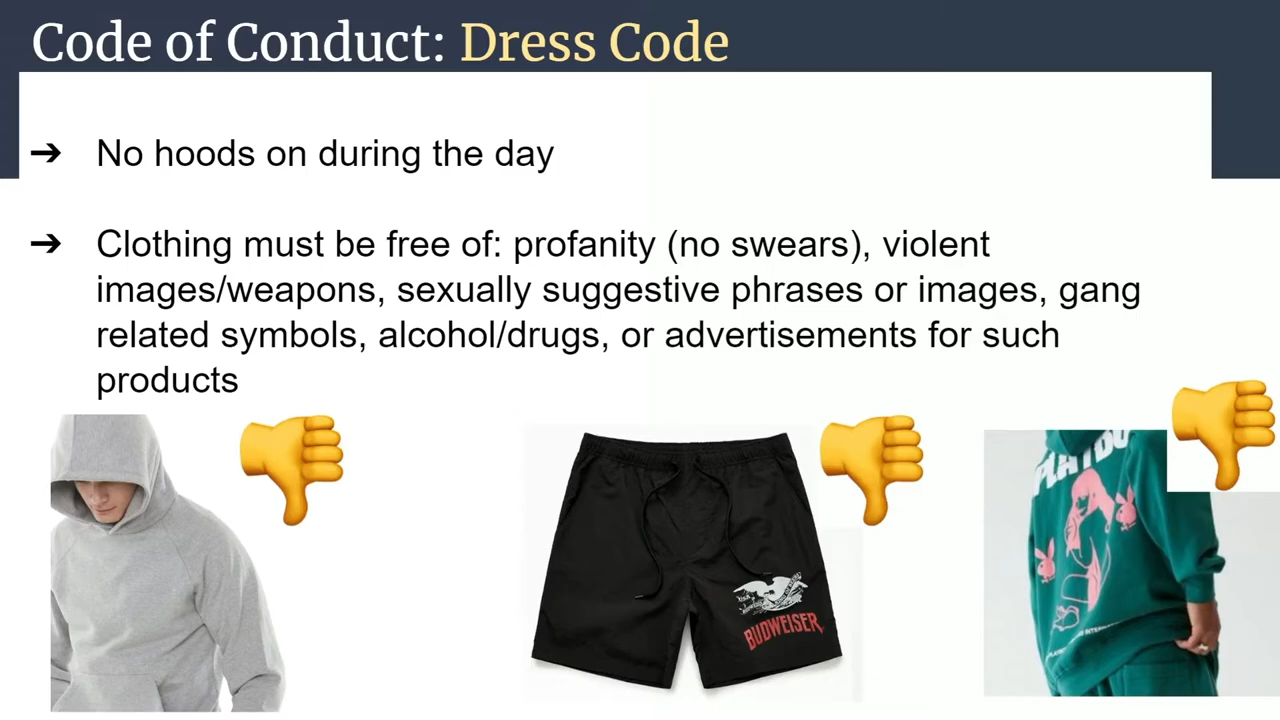 Code of Conduct: Dress Code
➔ No hoods on during the day
➔ Clothing must be free of: profanity (no swears), violent
images/weapons, sexually suggestive phrases or images, gang
related symbols, alcohol/drugs, or advertisements for such
products
BUDWEISER